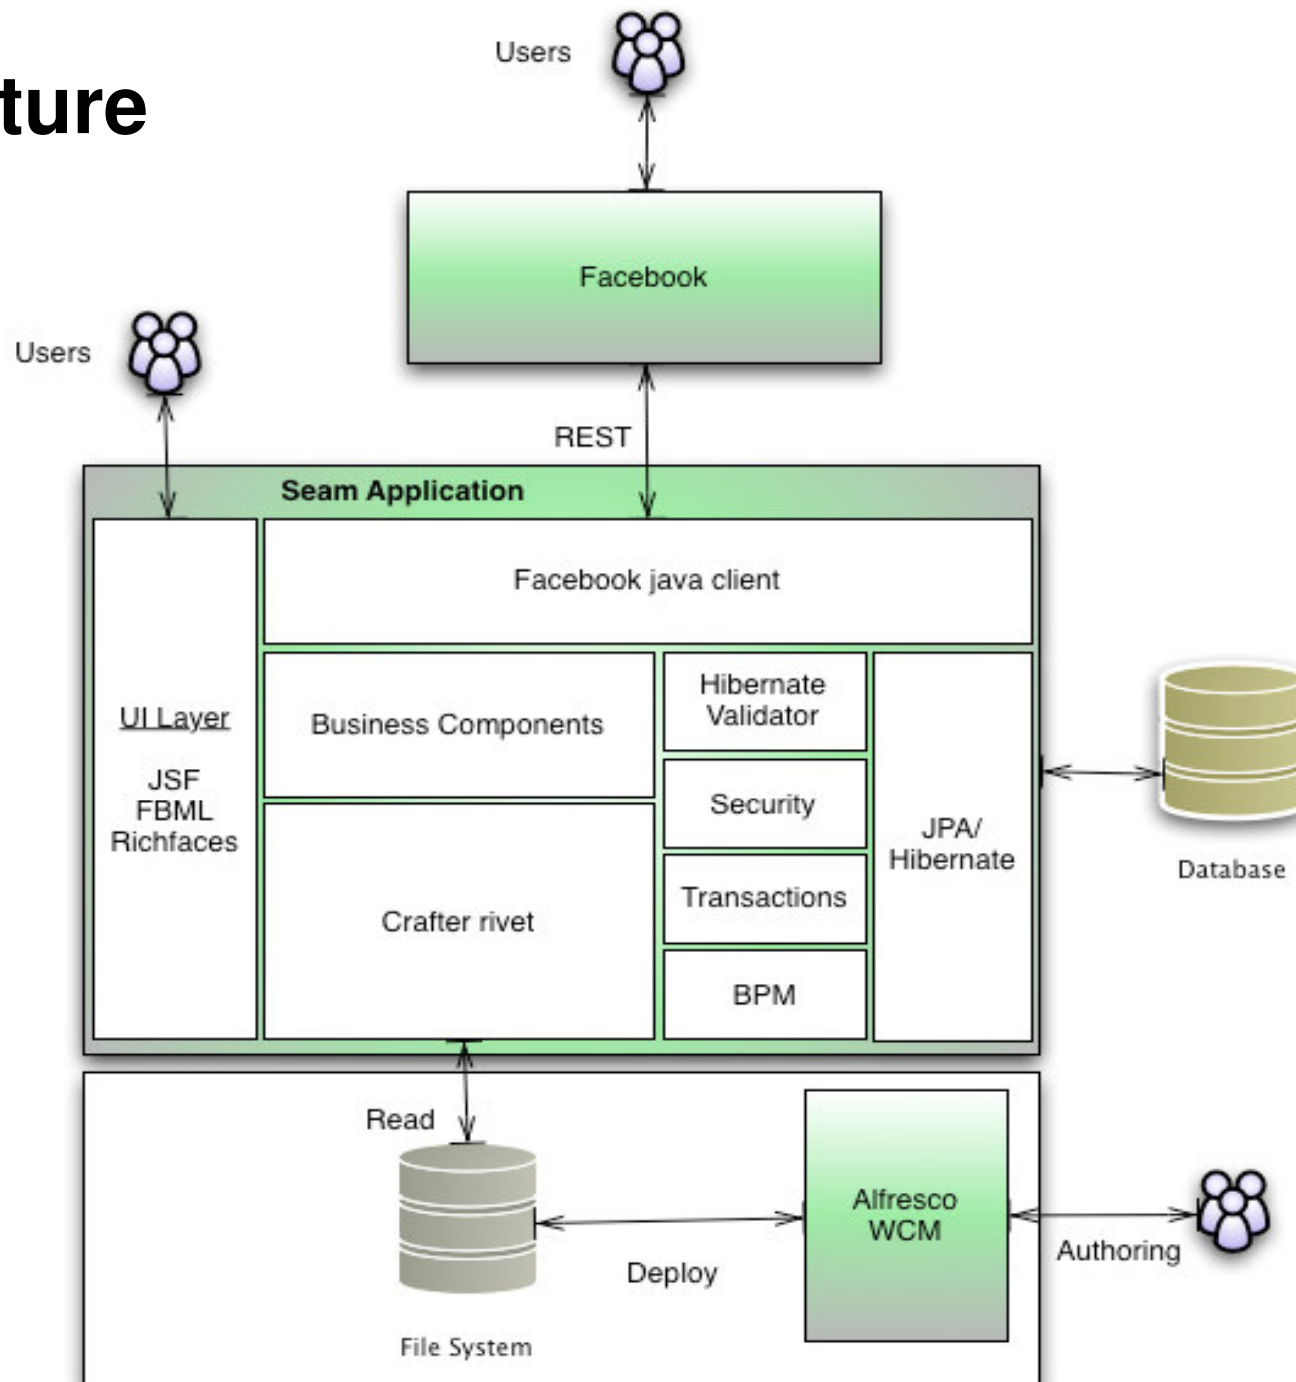 Users
ture
Facebook
Users
REST
Seam Application
Facebook java client
UI Layer
JSF
FBML
Richfaces
Business Components
Hibernate
Validator
Security
Transactions
BPM
JPA/
Hibernate
Crafter rivet
Database
Read
Alfresco
WCM
Authoring
Deploy
File System